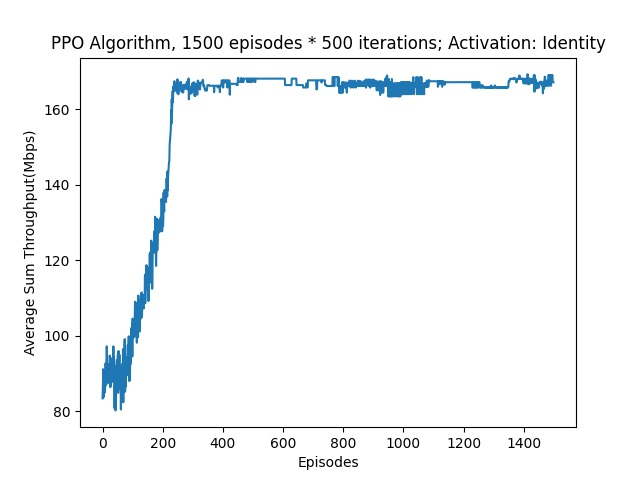 PPO Algorithm, 1500 episodes * 500 iterations; Activation: Identity
Average Sum Throughput(Mbps)
160
140
120
100
80
0 200 400 600 800 1000 1200 1400
Episodes